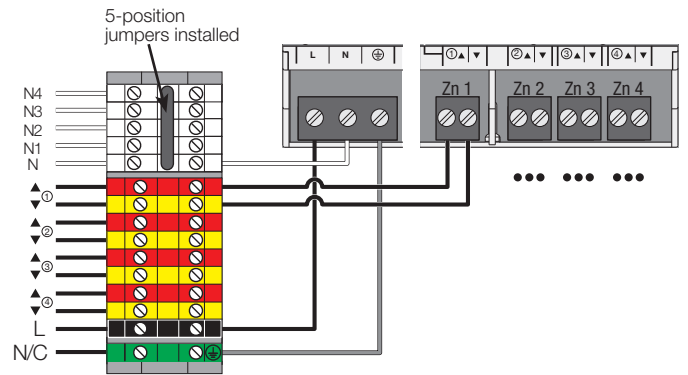 5-position
jumpers installed
L N ①▲ ▼ ②▲ ▼ ③▲ ▼ ④▲ ▼
Zn 1 Zn 2 Zn 3 Zn 4
N4
N3
N2
N1
N
▲ ①
▼
▲ ②
▼
▲ ③
▼
▲ ④
▼
L
N/C